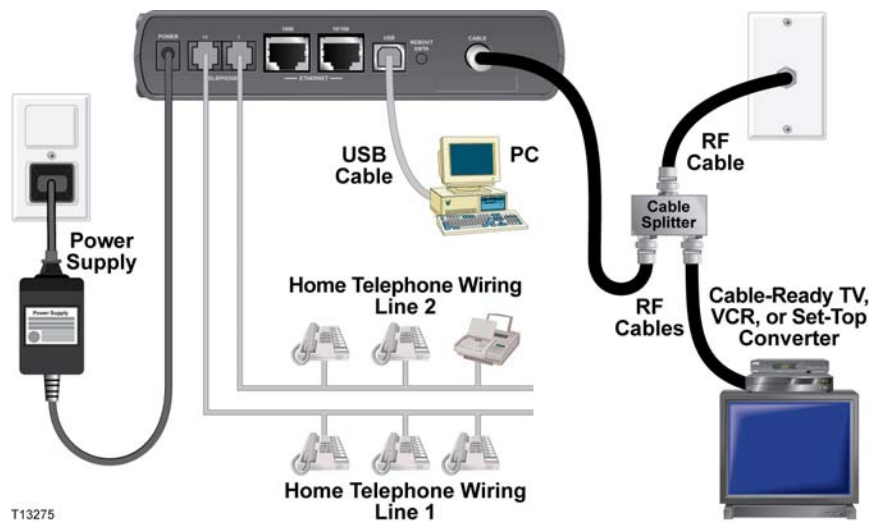 POWER
1/2
2
1000
10/100
USB
REBOOT
EMTA
CABLE
ETHERNET
USB
Cable
PC
RF
Cable
Cable
Splitter
Power
Supply
Power Supply
Home Telephone Wiring
Line 2
RF
Cables
Cable-Ready TV,
VCR, or Set-Top
Converter
Home Telephone Wiring
Line 1
T13275